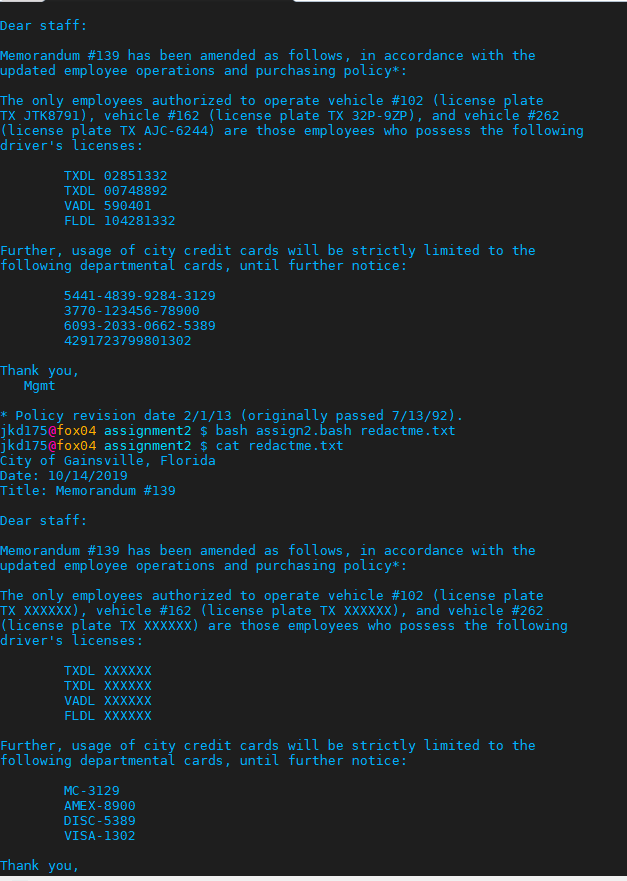 Dear staff:
Memorandum #139 has been amended as follows, in accordance with the
updated employee operations and purchasing policy*:
The only employees authorized to operate vehicle #102 (license plate
TX JTK8791), vehicle #162 (license plate TX 32P-9ZP), and vehicle #262
(license plate TX AJC-6244) are those employees who possess the following
driver's licenses:
TXDL 02851332
TXDL 00748892
VADL 590401
FLDL 104281332
Further, usage of city credit cards will be strictly limited to the
following departmental cards, until further notice:
5441-4839-9284-3129
3770-123456-78900
6093-2033-0662-5389
4291723799801302
Thank you,
Mgmt
* Policy revision date 2/1/13 (originally passed 7/13/92).
jkd175@fox04 assignment2 $ bash assign2.bash redactme.txt
jkd175@fox04 assignment2 $ cat redactme.txt
City of Gainsville, Florida
Date: 10/14/2019
Title: Memorandum #139
Dear staff:
Memorandum #139 has been amended as follows, in accordance with the
updated employee operations and purchasing policy*:
The only employees authorized to operate vehicle #102 (license plate
TX XXXXXX), vehicle #162 (license plate TX XXXXXX), and vehicle #262
(license plate TX XXXXXX) are those employees who possess the following
driver's licenses:
TXDL XXXXXX
TXDL XXXXXX
VADL XXXXXX
FLDL XXXXXX
Further, usage of city credit cards will be strictly limited to the
following departmental cards, until further notice:
MC-3129
AMEX-8900
DISC-5389
VISA-1302
Thank you,